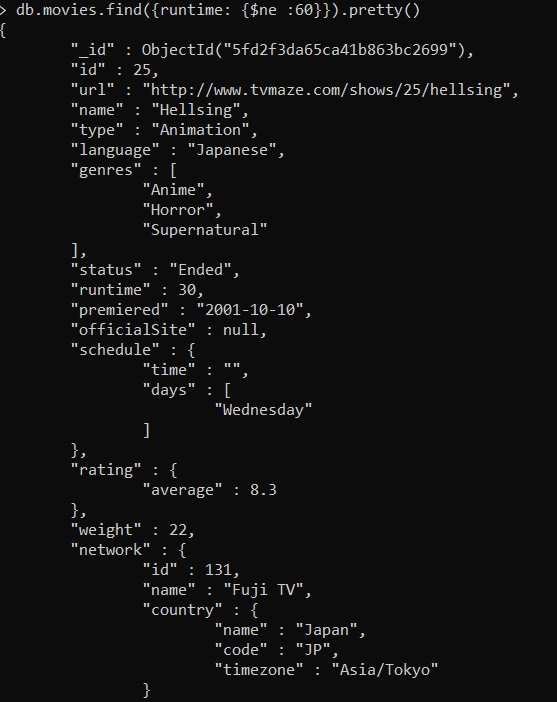 > db.movies.find({runtime: {$ne :60}}).pretty()
{
        "_id" : ObjectId("5fd2f3da65ca41b863bc2699"),
        "id" : 25,
        "url" : "http://www.tvmaze.com/shows/25/hellsing",
        "name" : "Hellsing",
        "type" : "Animation",
        "language" : "Japanese",
        "genres" : [
                "Anime",
                "Horror",
                "Supernatural"
        ],
        "status" : "Ended",
        "runtime" : 30,
        "premiered" : "2001-10-10",
        "officialSite" : null,
        "schedule" : {
                "time" : "",
                "days" : [
                        "Wednesday"
                ]
        },
        "rating" : {
                "average" : 8.3
        },
        "weight" : 22,
        "network" : {
                "id" : 131,
                "name" : "Fuji TV",
                "country" : {
                        "name" : "Japan",
                        "code" : "JP",
                        "timezone" : "Asia/Tokyo"
                }